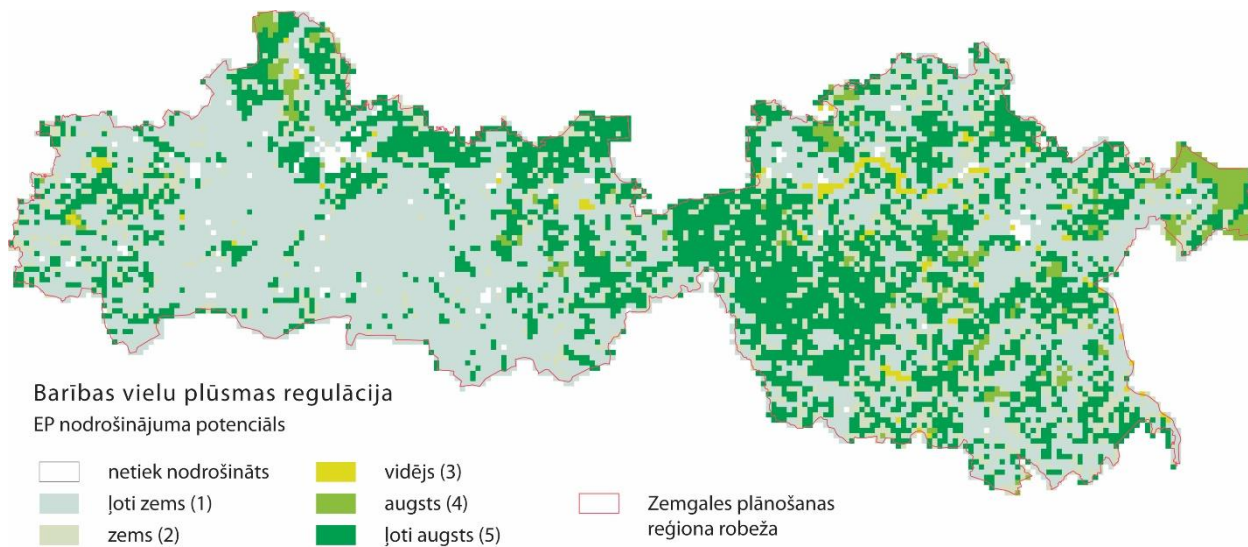 Barības vielu plūsmas regulācija
EP nodrošinājuma potenciāls
netiek nodrošināts
ļoti zems (1)
zems (2)
vidējs (3)
augsts (4)
ļoti augsts (5)
Zemgales plānošanas
reģiona robeža